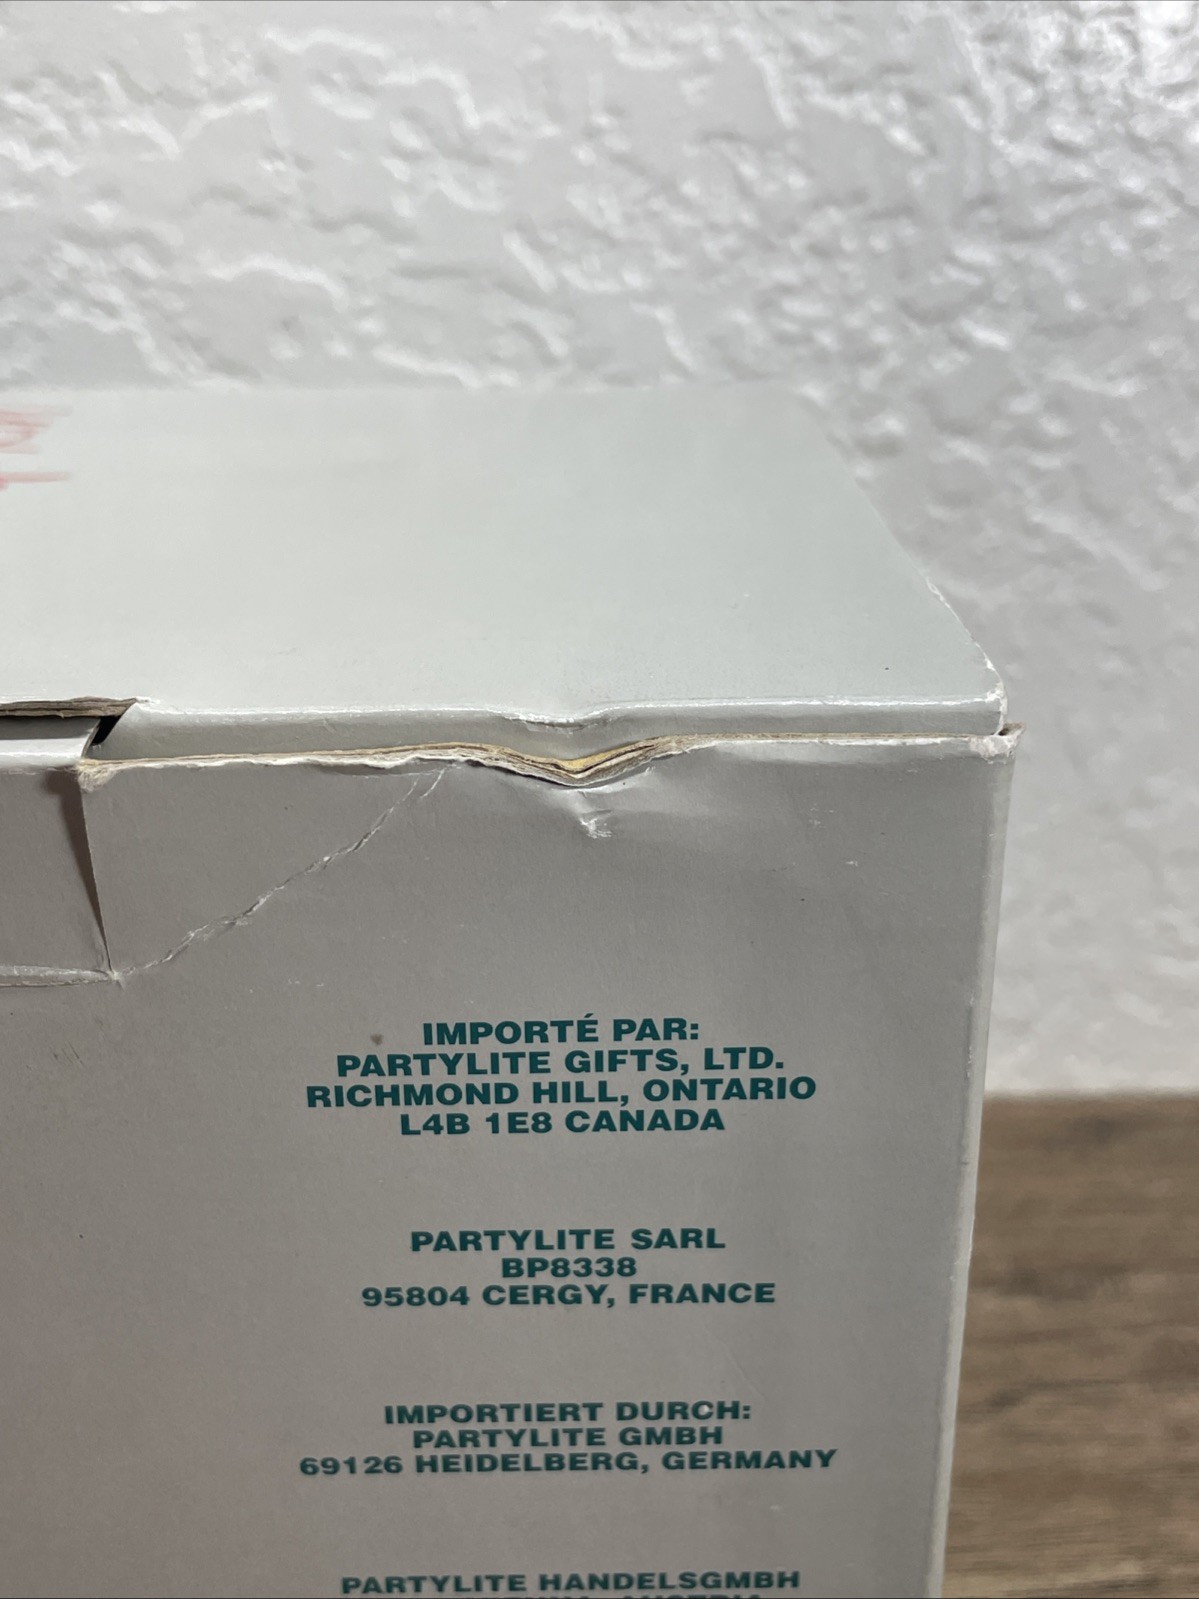 IMPORTÉ PAR:
PARTYLITE GIFTS, LTD.
RICHMOND HILL, ONTARIO
L4B 1E8 CANADA
PARTYLITE SARL
BP8338
95804 CERGY, FRANCE
IMPORTIERT DURCH:
PARTYLITE GMBH
69126 HEIDELBERG, GERMANY
PARTYLITE HANDELSGMBH